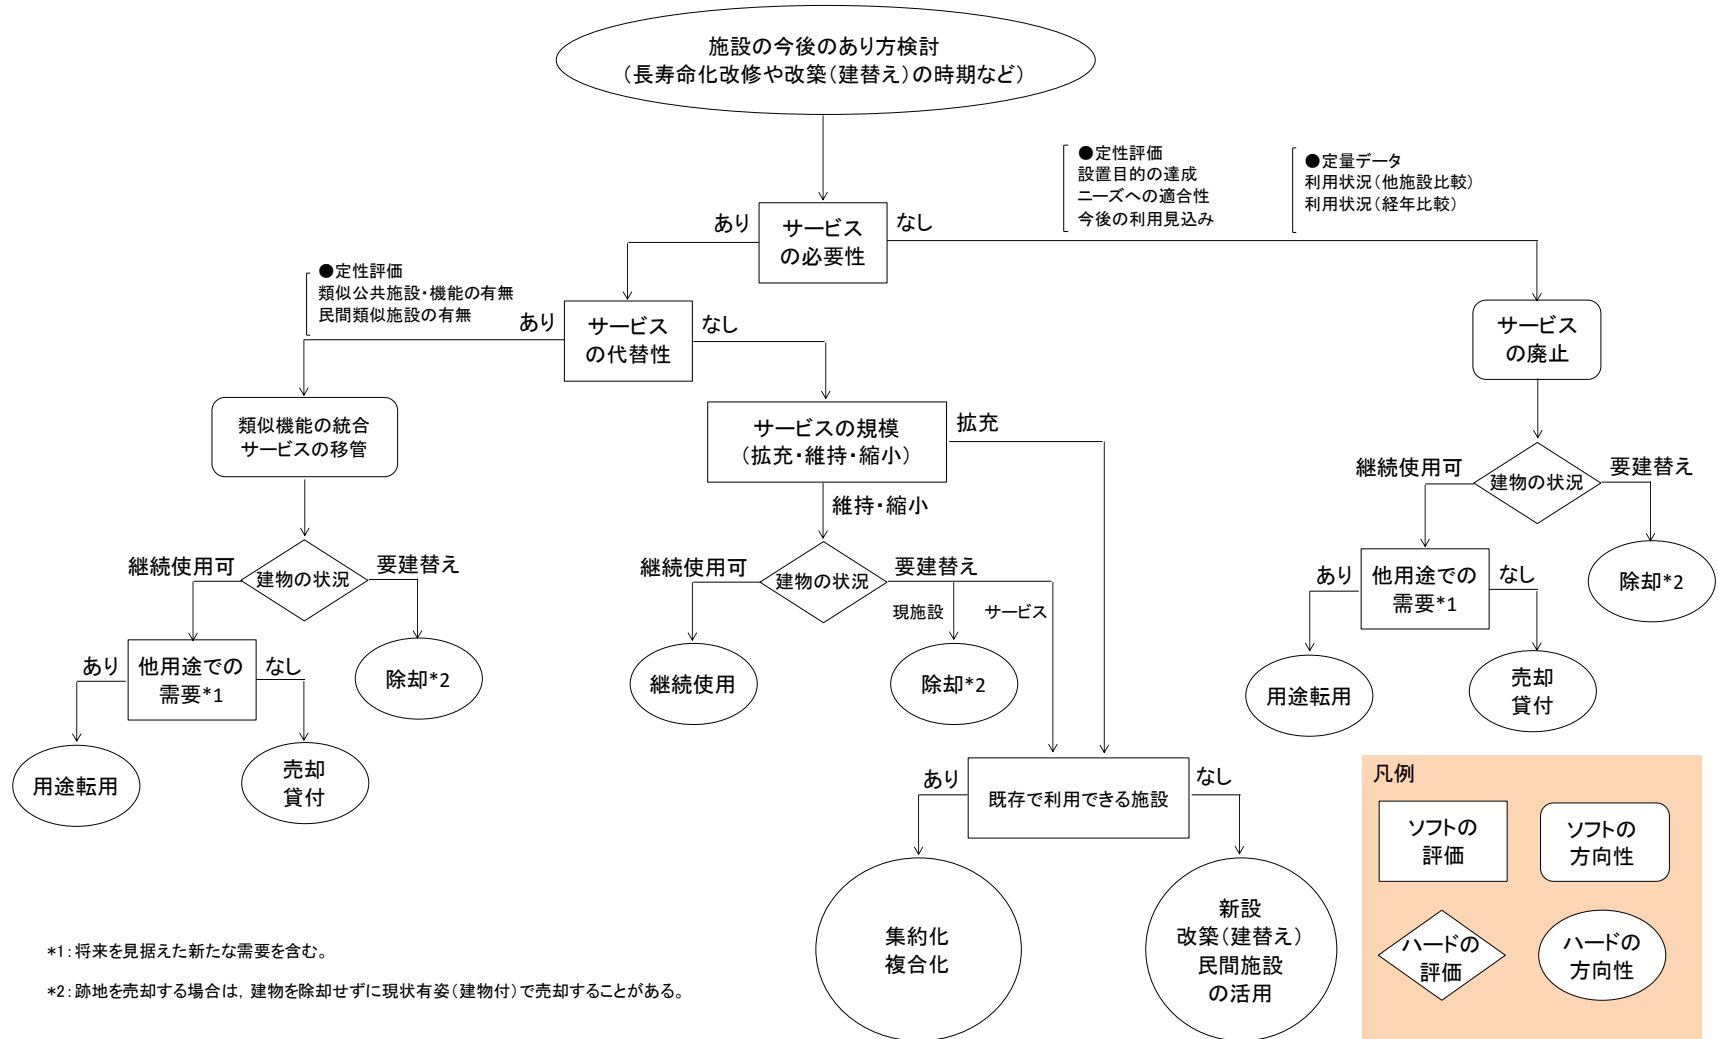 施設の今後のあり方検討
（長寿命化改修や改築（建替え）の時期など）
●定性評価
設置目的の達成
ニーズへの適合性
今後の利用見込み
●定量データ
利用状況（他施設比較）
利用状況（経年比較）
あり
サービス
の必要性
なし
●定性評価
類似公共施設・機能の有無
民間類似施設の有無
あり
サービス
の代替性
なし
サービス
の廃止
類似機能の統合
サービスの移管
サービスの規模
（拡充・維持・縮小）
拡充
維持・縮小
継続使用可
建物の状況
要建替え
継続使用可
建物の状況
要建替え
継続使用可
建物の状況
要建替え
現施設
サービス
あり
他用途での
需要*1
なし
除却*2
あり
他用途での
需要*1
なし
除却*2
継続使用
除却*2
用途転用
売却
貸付
用途転用
売却
貸付
あり
既存で利用できる施設
なし
集約化
複合化
新設
改築（建替え）
民間施設
の活用
凡例
ソフトの
評価
ソフトの
方向性
ハードの
評価
ハードの
方向性
*1：将来を見据えた新たな需要を含む。
*2：跡地を売却する場合は，建物を除却せずに現状有姿（建物付）で売却することがある。